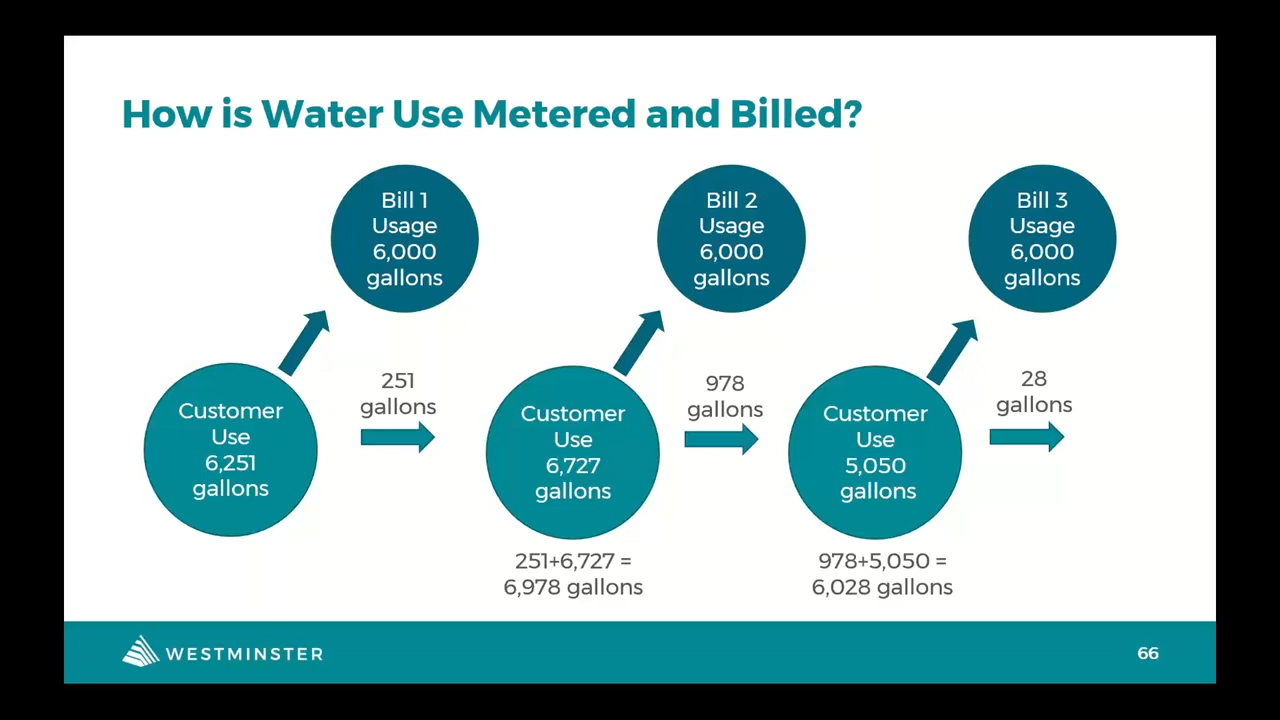 How is Water Use Metered and Billed?
Bill 1
Usage
6,000
gallons
Bill 2
Usage
6,000
gallons
Bill 3
Usage
6,000
gallons
Customer
Use
6,251
gallons
251
gallons
Customer
Use
6,727
gallons
978
gallons
Customer
Use
5,050
gallons
28
gallons
251+6,727 =
6,978 gallons
978+5,050 =
6,028 gallons
WESTMINSTER
66